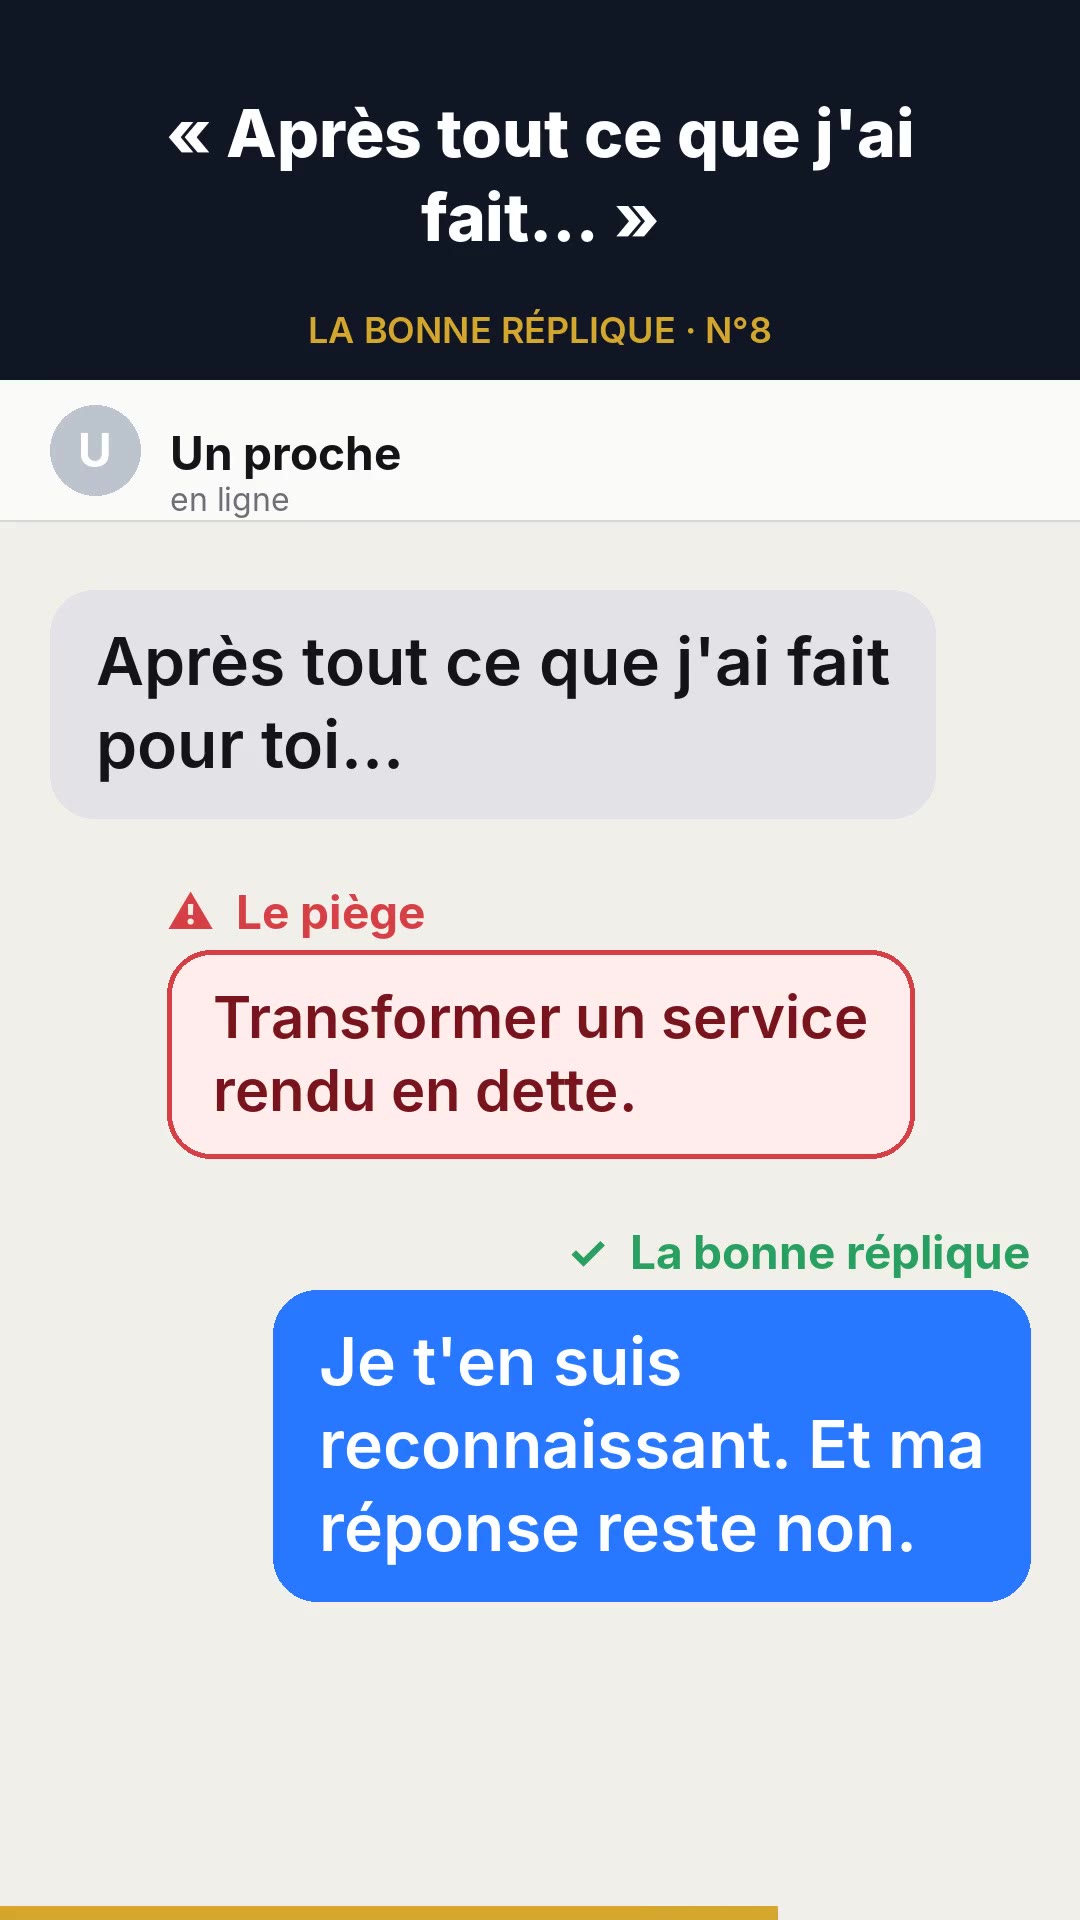 « Après tout ce que j'ai
fait... »
LA BONNE RÉPLIQUE · N°8
U
Un proche
en ligne
Après tout ce que j'ai fait
pour toi...
Le piège
Transformer un service
rendu en dette.
La bonne réplique
Je t'en suis
reconnaissant. Et ma
réponse reste non.